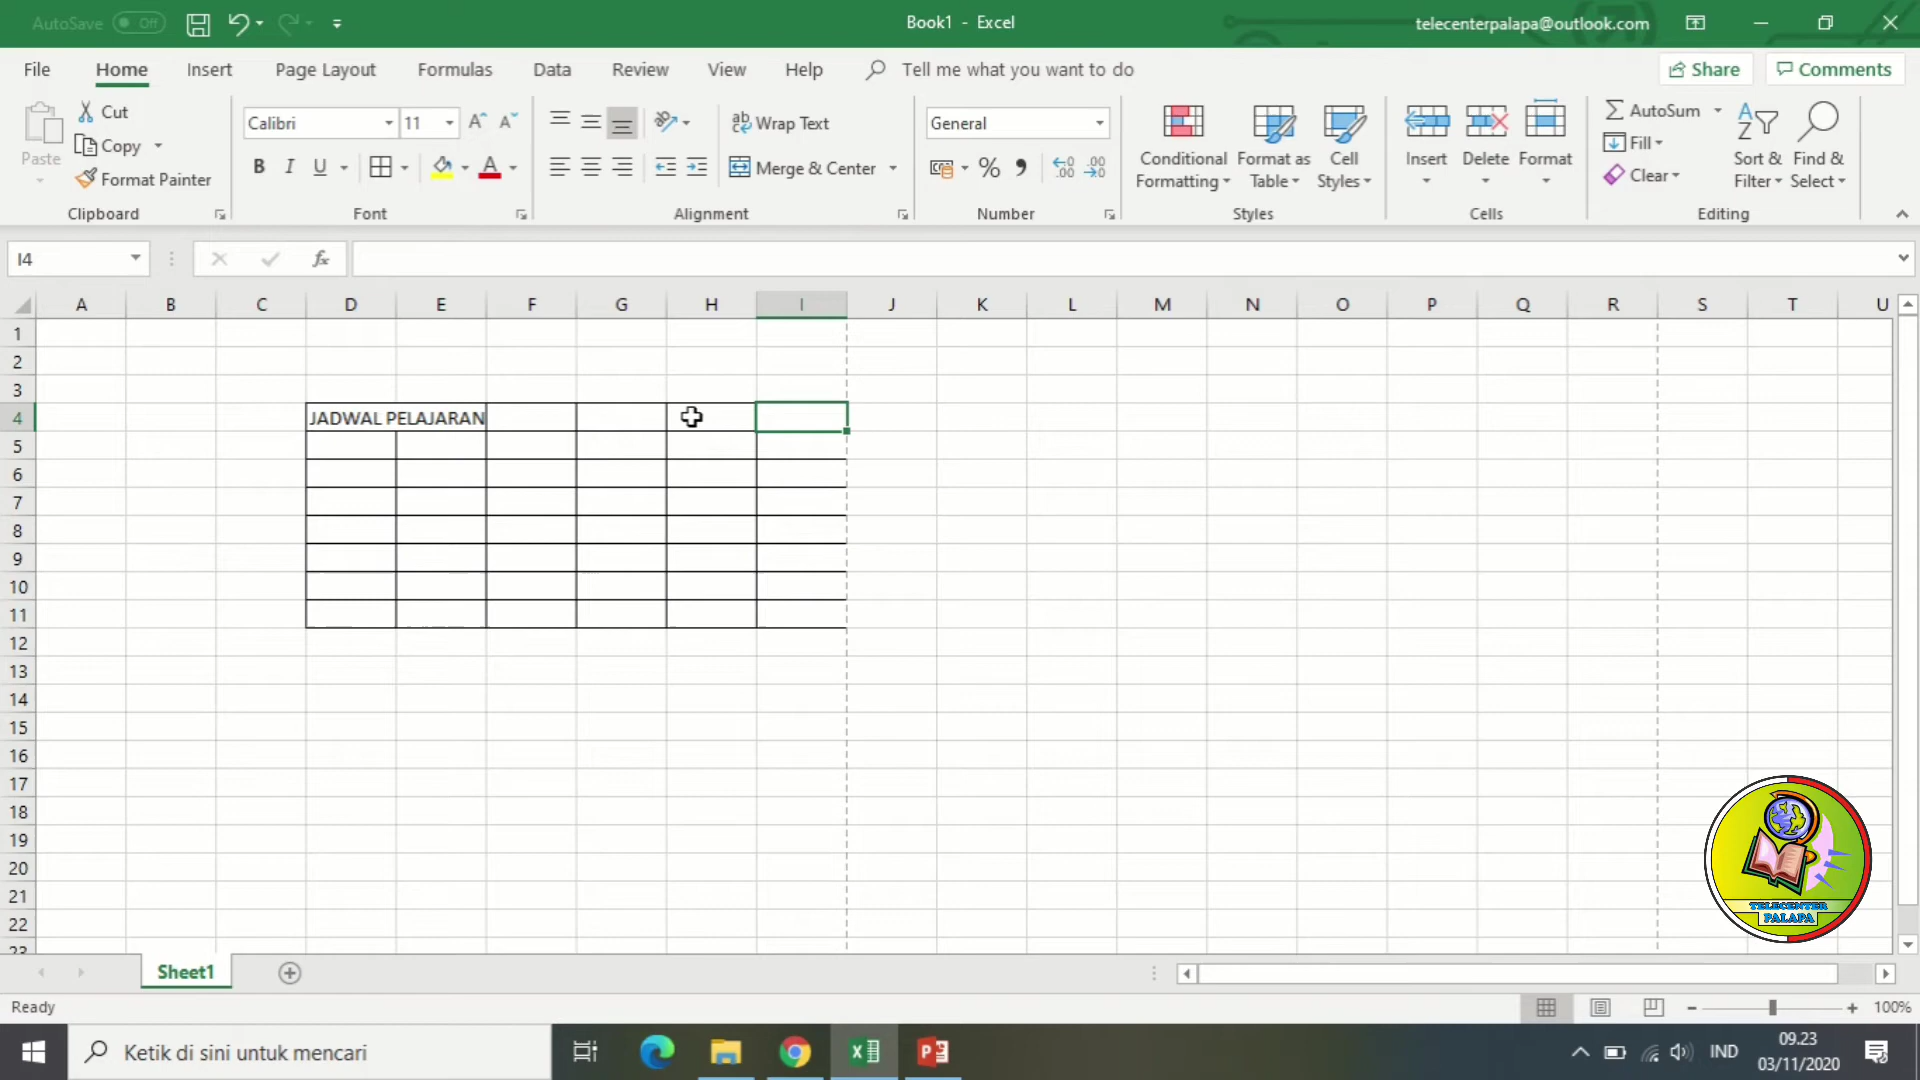 AutoSave Off Book1 - Excel telecenterpalapa@outlook.com
File Home Insert Page Layout Formulas Data Review View Help Tell me what you want to do Share Comments
Paste Cut Copy Format Painter Clipboard
Calibri 11 B I U A Font
ab Wrap Text Merge & Center Alignment
General % Number
Conditional Formatting Format as Table Cell Styles Styles
Insert Delete Format Cells
AutoSum Fill Clear Sort & Filter Find & Select Editing
I4 fx
A B C D E F G H I J K L M N O P Q R S T U
1
2
3
4 JADWAL PELAJARAN
5
6
7
8
9
10
11
12
13
14
15
16
17
18
19
20
21
22
23
TELECENTER
PALAPA
Sheet1
Ready 100%
Ketik di sini untuk mencari IND 09.23
03/11/2020